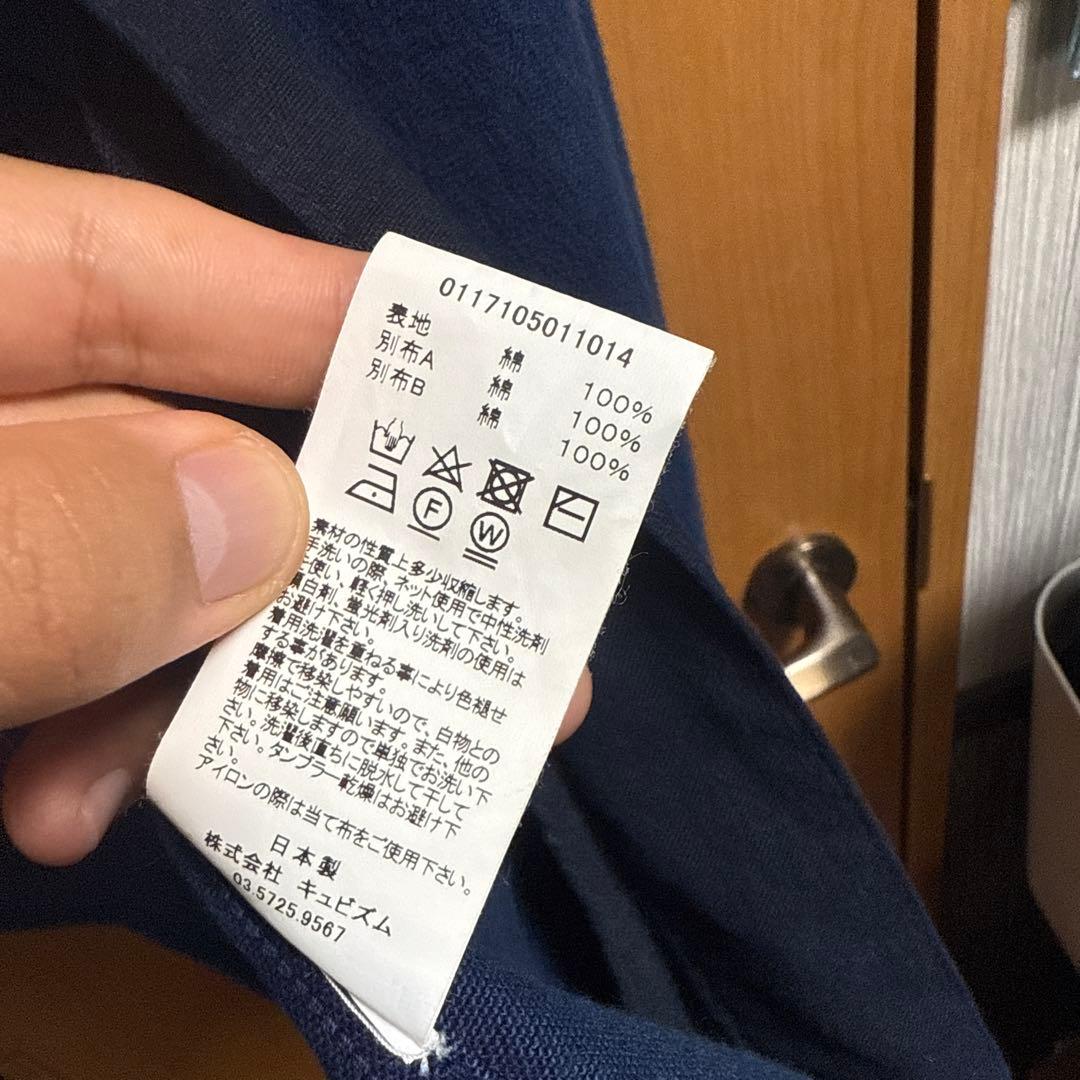 0117105011014
表地 綿 100%
別布A 綿 100%
別布B 綿 100%
F W
素材の性質上多少収縮します。
手洗いの際、ネット使用で中性洗剤
を使い、軽く押し洗いして下さい。
漂白剤、蛍光剤入り洗剤の使用は
お避け下さい。
着用洗濯を重ねる事により色褪せ
する事があります。
摩擦で移染しやすいので、白物との
着用はご注意願います。また、他の
物に移染しますので単独でお洗い下
さい。洗濯後直ちに脱水して干して
下さい。タンブラー乾燥はお避け下
さい。
アイロンの際は当て布をご使用下さい。
日本製
株式会社 キュビズム
03.5725.9567